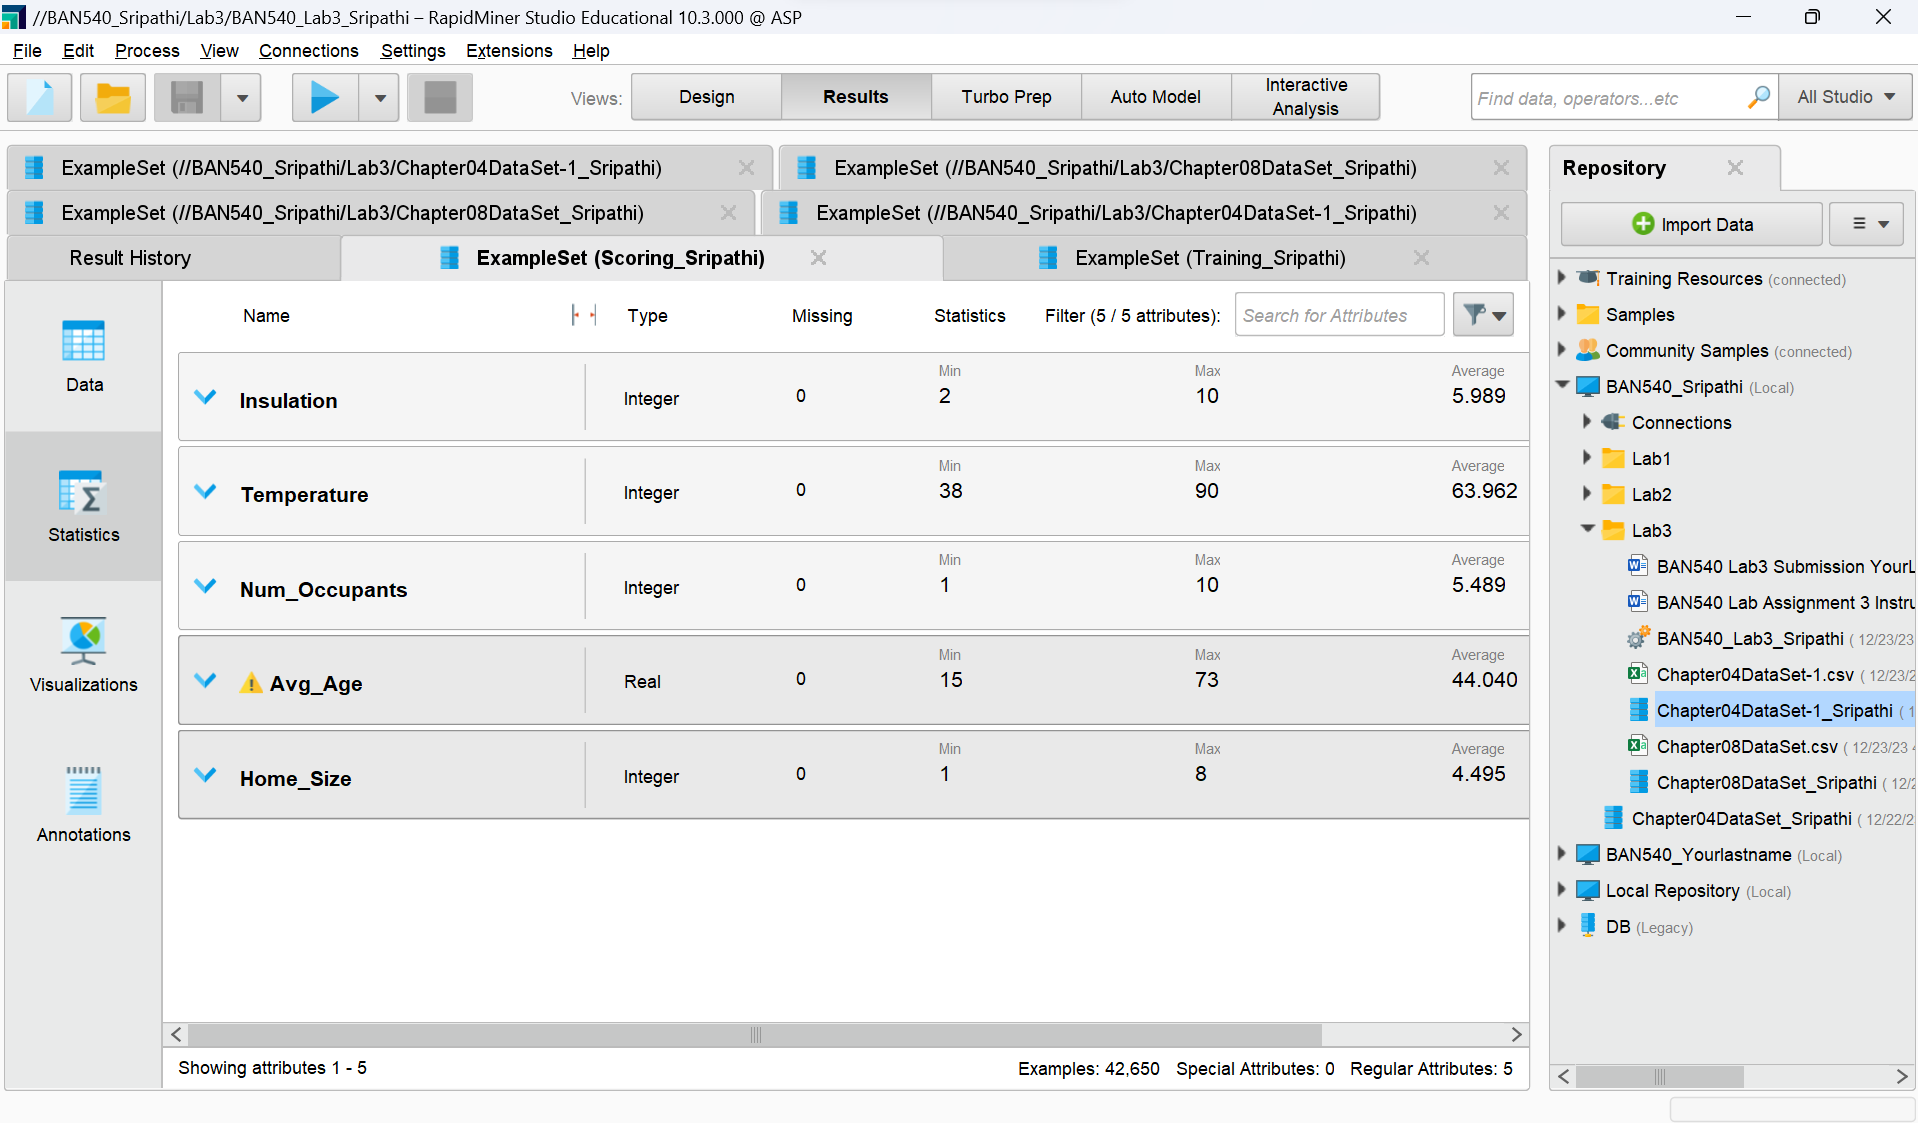 //BAN540_Sripathi/Lab3/BAN540_Lab3_Sripathi – RapidMiner Studio Educational 10.3.000 @ ASP
File Edit Process View Connections Settings Extensions Help
Views: Design Results Turbo Prep Auto Model Interactive Analysis Find data, operators...etc All Studio
ExampleSet (//BAN540_Sripathi/Lab3/Chapter04DataSet-1_Sripathi) ExampleSet (//BAN540_Sripathi/Lab3/Chapter08DataSet_Sripathi)
ExampleSet (//BAN540_Sripathi/Lab3/Chapter08DataSet_Sripathi) ExampleSet (//BAN540_Sripathi/Lab3/Chapter04DataSet-1_Sripathi)
Result History ExampleSet (Scoring_Sripathi) ExampleSet (Training_Sripathi)
Data
Statistics
Visualizations
Annotations
Name Type Missing Statistics Filter (5 / 5 attributes): Search for Attributes
Min Max Average
Insulation Integer 0 2 10 5.989
Min Max Average
Temperature Integer 0 38 90 63.962
Min Max Average
Num_Occupants Integer 0 1 10 5.489
Min Max Average
Avg_Age Real 0 15 73 44.040
Min Max Average
Home_Size Integer 0 1 8 4.495
Showing attributes 1 - 5 Examples: 42,650 Special Attributes: 0 Regular Attributes: 5
Repository
Import Data
Training Resources (connected)
Samples
Community Samples (connected)
BAN540_Sripathi (Local)
Connections
Lab1
Lab2
Lab3
BAN540 Lab3 Submission YourL
BAN540 Lab Assignment 3 Instru
BAN540_Lab3_Sripathi ( 12/23/23
Chapter04DataSet-1.csv ( 12/23/2
Chapter04DataSet-1_Sripathi ( 1
Chapter08DataSet.csv ( 12/23/23
Chapter08DataSet_Sripathi ( 12/2
Chapter04DataSet_Sripathi ( 12/22/2
BAN540_Yourlastname (Local)
Local Repository (Local)
DB (Legacy)